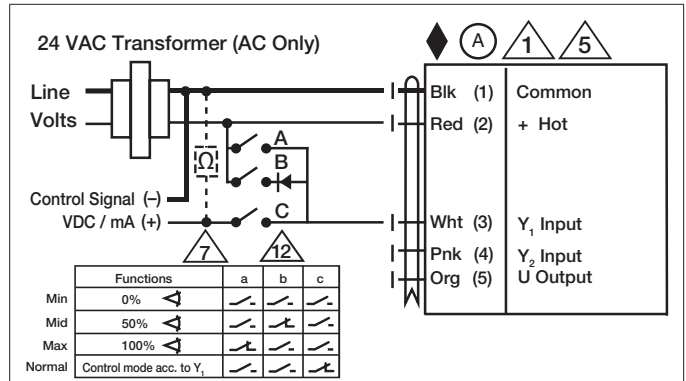 24 VAC Transformer (AC Only)
A 1 5
Line
Volts
Blk (1) Common
Red (2) + Hot
A
B
C
Ω
Control Signal (–)
VDC / mA (+)
Wht (3) Y1 Input
Pnk (4) Y2 Input
Org (5) U Output
7 12
Functions a b c
Min 0%
Mid 50%
Max 100%
Normal Control mode acc. to Y1